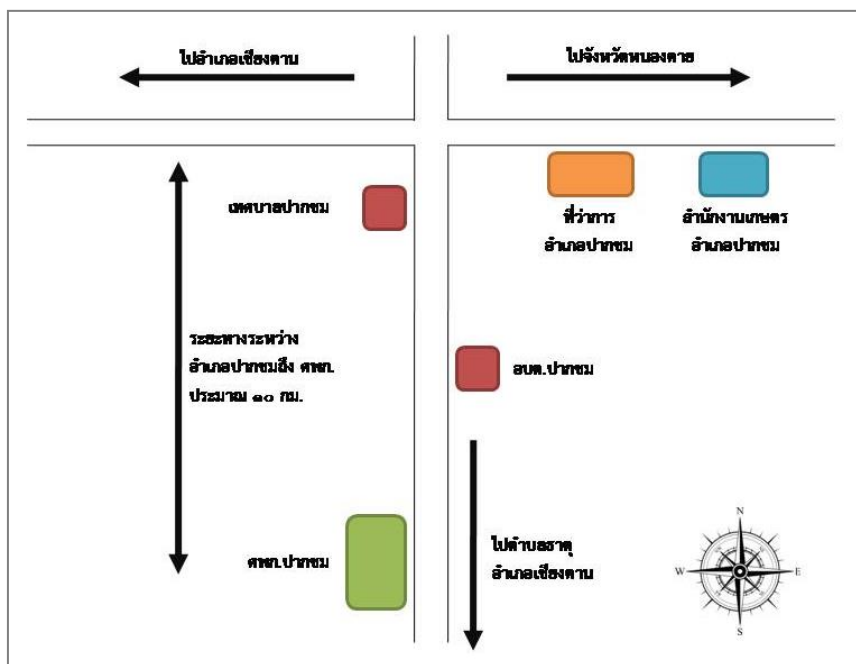 ไปอำเภอเชียงคาน
ไปจังหวัดหนองคาย
เทศบาลปากชม
ที่ว่าการ
อำเภอปากชม
สำนักงานเกษตร
อำเภอปากชม
ระยะทางระหว่าง
อำเภอปากชมถึง ศพก.
ประมาณ ๑๐ กม.
อบต.ปากชม
ศพก.ปากชม
ไปตำบลธาตุ
อำเภอเชียงคาน
N
W
E
S